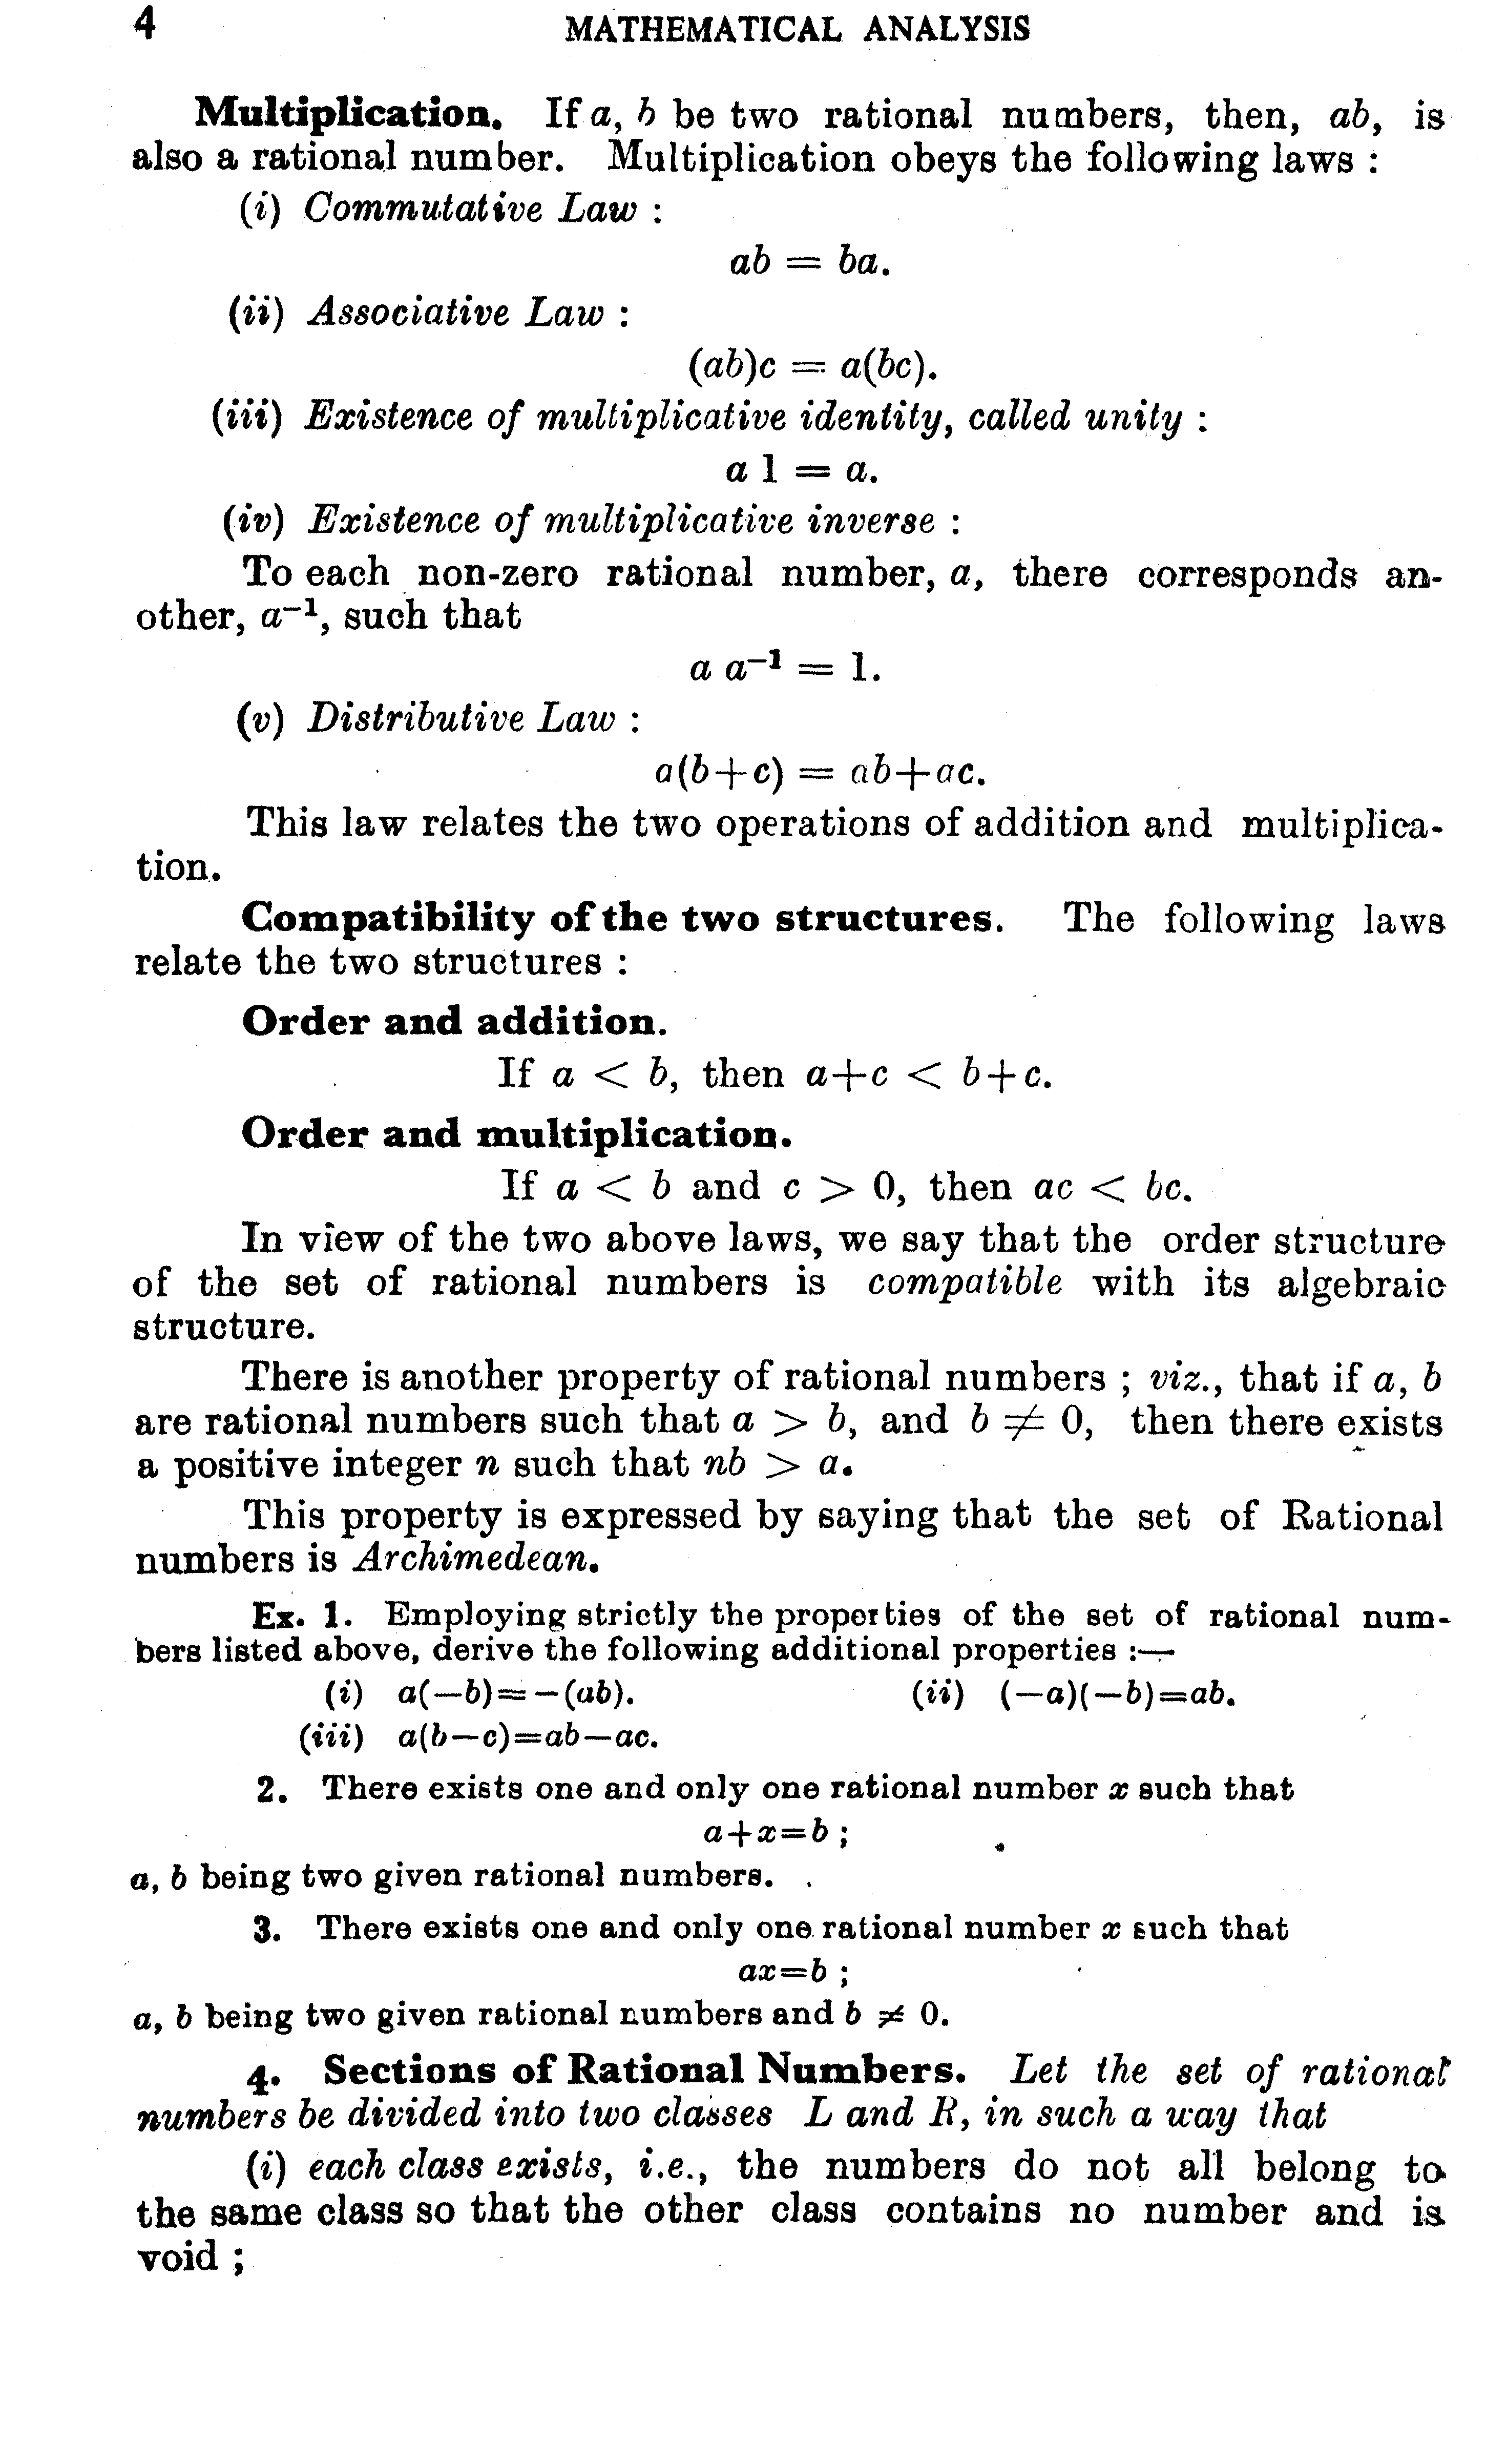 4
MATHEMATICAL ANALYSIS
Multiplication. If a, b be two rational numbers, then, ab, is
also a rational number. Multiplication obeys the following laws :
(i) Commutative Law :
ab = ba.
(ii) Associative Law :
(ab)c = a(bc).
(iii) Existence of multiplicative identity, called unity :
a 1 = a.
(iv) Existence of multiplicative inverse :
To each non-zero rational number, a, there corresponds an-
other, a⁻¹, such that
a a⁻¹ = 1.
(v) Distributive Law :
a(b+c) = ab+ac.
This law relates the two operations of addition and multiplica-
tion.
Compatibility of the two structures. The following laws
relate the two structures :
Order and addition.
If a < b, then a+c < b+c.
Order and multiplication.
If a < b and c > 0, then ac < bc.
In view of the two above laws, we say that the order structure
of the set of rational numbers is compatible with its algebraic
structure.
There is another property of rational numbers ; viz., that if a, b
are rational numbers such that a > b, and b ≠ 0, then there exists
a positive integer n such that nb > a.
This property is expressed by saying that the set of Rational
numbers is Archimedean.
Ex. 1. Employing strictly the properties of the set of rational num-
bers listed above, derive the following additional properties :—
(i) a(—b)=—(ab). (ii) (—a)(—b)=ab.
(iii) a(b—c)=ab—ac.
2. There exists one and only one rational number x such that
a+x=b ;
a, b being two given rational numbers.
3. There exists one and only one rational number x such that
ax=b ;
a, b being two given rational numbers and b ≠ 0.
4. Sections of Rational Numbers. Let the set of rational
numbers be divided into two classes L and R, in such a way that
(i) each class exists, i.e., the numbers do not all belong to
the same class so that the other class contains no number and is
void ;